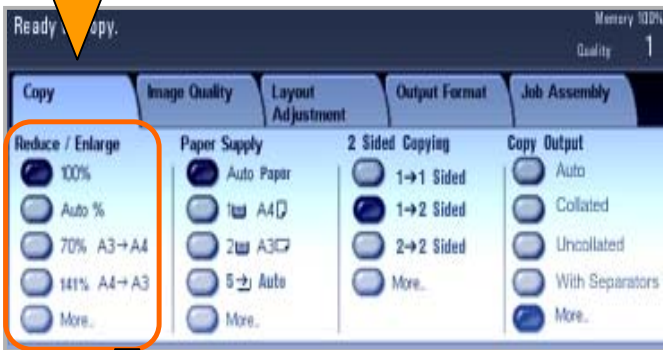 Ready opy.
Memory 100%
Quality 1
Copy
Image Quality
Layout
Adjustment
Output Format
Job Assembly
Reduce / Enlarge
100%
Auto %
70% A3→A4
141% A4→A3
More..
Paper Supply
Auto Paper
1 A4
2 A3
5 Auto
More..
2 Sided Copying
1→1 Sided
1→2 Sided
2→2 Sided
More..
Copy Output
Auto
Collated
Uncollated
With Separators
More..